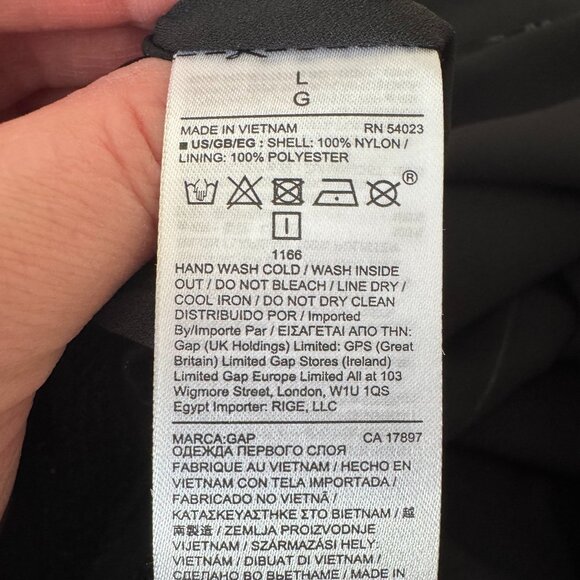 L
G
MADE IN VIETNAM RN 54023
US/GB/EG : SHELL: 100% NYLON /
LINING: 100% POLYESTER
®
1166
HAND WASH COLD / WASH INSIDE
OUT / DO NOT BLEACH / LINE DRY /
COOL IRON / DO NOT DRY CLEAN
DISTRIBUIDO POR / Imported
By/Importe Par / ΕΙΣΑΓΕΤΑΙ ΑΠΟ ΤΗΝ:
Gap (UK Holdings) Limited: GPS (Great
Britain) Limited Gap Stores (Ireland)
Limited Gap Europe Limited All at 103
Wigmore Street, London, W1U 1QS
Egypt Importer: RIGE, LLC
MARCA:GAP CA 17897
ОДЕЖДА ПЕРВОГО СЛОЯ
FABRIQUE AU VIETNAM / HECHO EN
VIETNAM CON TELA IMPORTADA /
FABRICADO NO VIETNÃ /
ΚΑΤΑΣΚΕΥΑΣΤΗΚΕ ΣΤΟ ΒΙΕΤΝΑΜ / 越
南製造 / ZEMLJA PROIZVODNJE
VIJETNAM / SZÁRMAZÁSI HELY.
VIETNAM / DIBUAT DI VIETNAM /
СДЕЛАНО ВО ВЬЕТНАМЕ / MADE IN